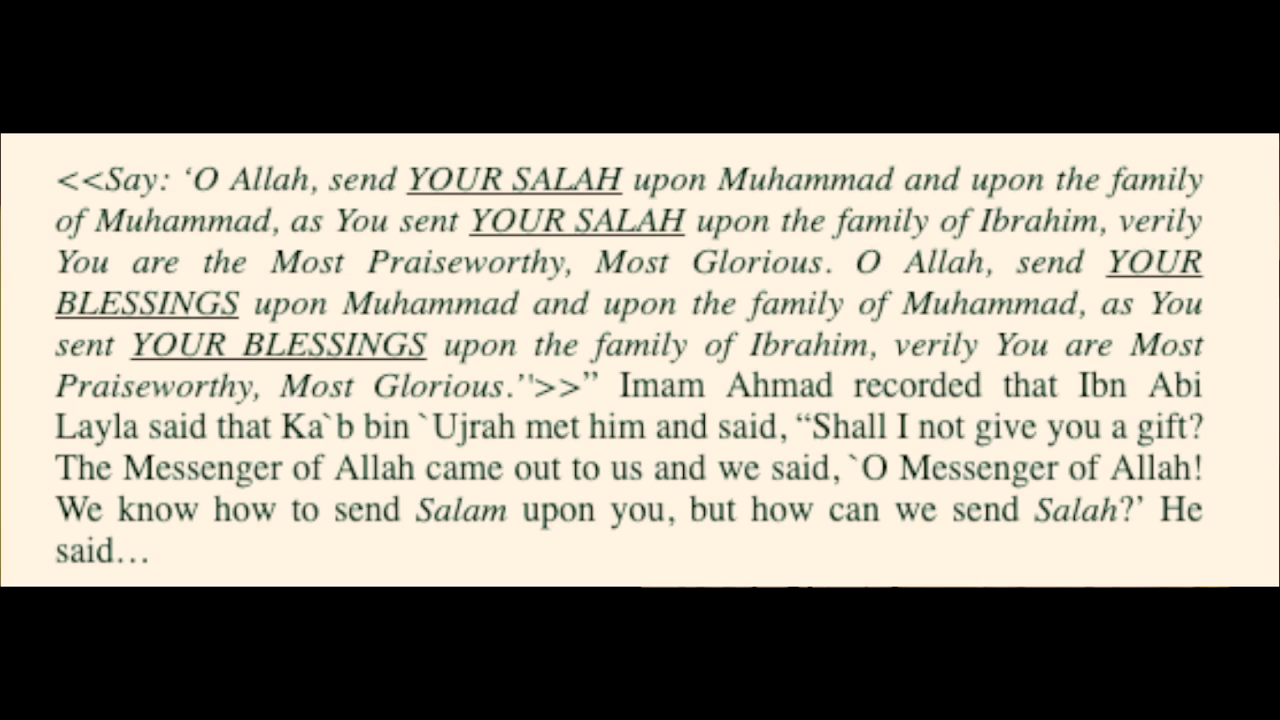 <<Say: ‘O Allah, send YOUR SALAH upon Muhammad and upon the family
of Muhammad, as You sent YOUR SALAH upon the family of Ibrahim, verily
You are the Most Praiseworthy, Most Glorious. O Allah, send YOUR
BLESSINGS upon Muhammad and upon the family of Muhammad, as You
sent YOUR BLESSINGS upon the family of Ibrahim, verily You are Most
Praiseworthy, Most Glorious.''>>” Imam Ahmad recorded that Ibn Abi
Layla said that Ka`b bin `Ujrah met him and said, “Shall I not give you a gift?
The Messenger of Allah came out to us and we said, `O Messenger of Allah!
We know how to send Salam upon you, but how can we send Salah?’ He
said…